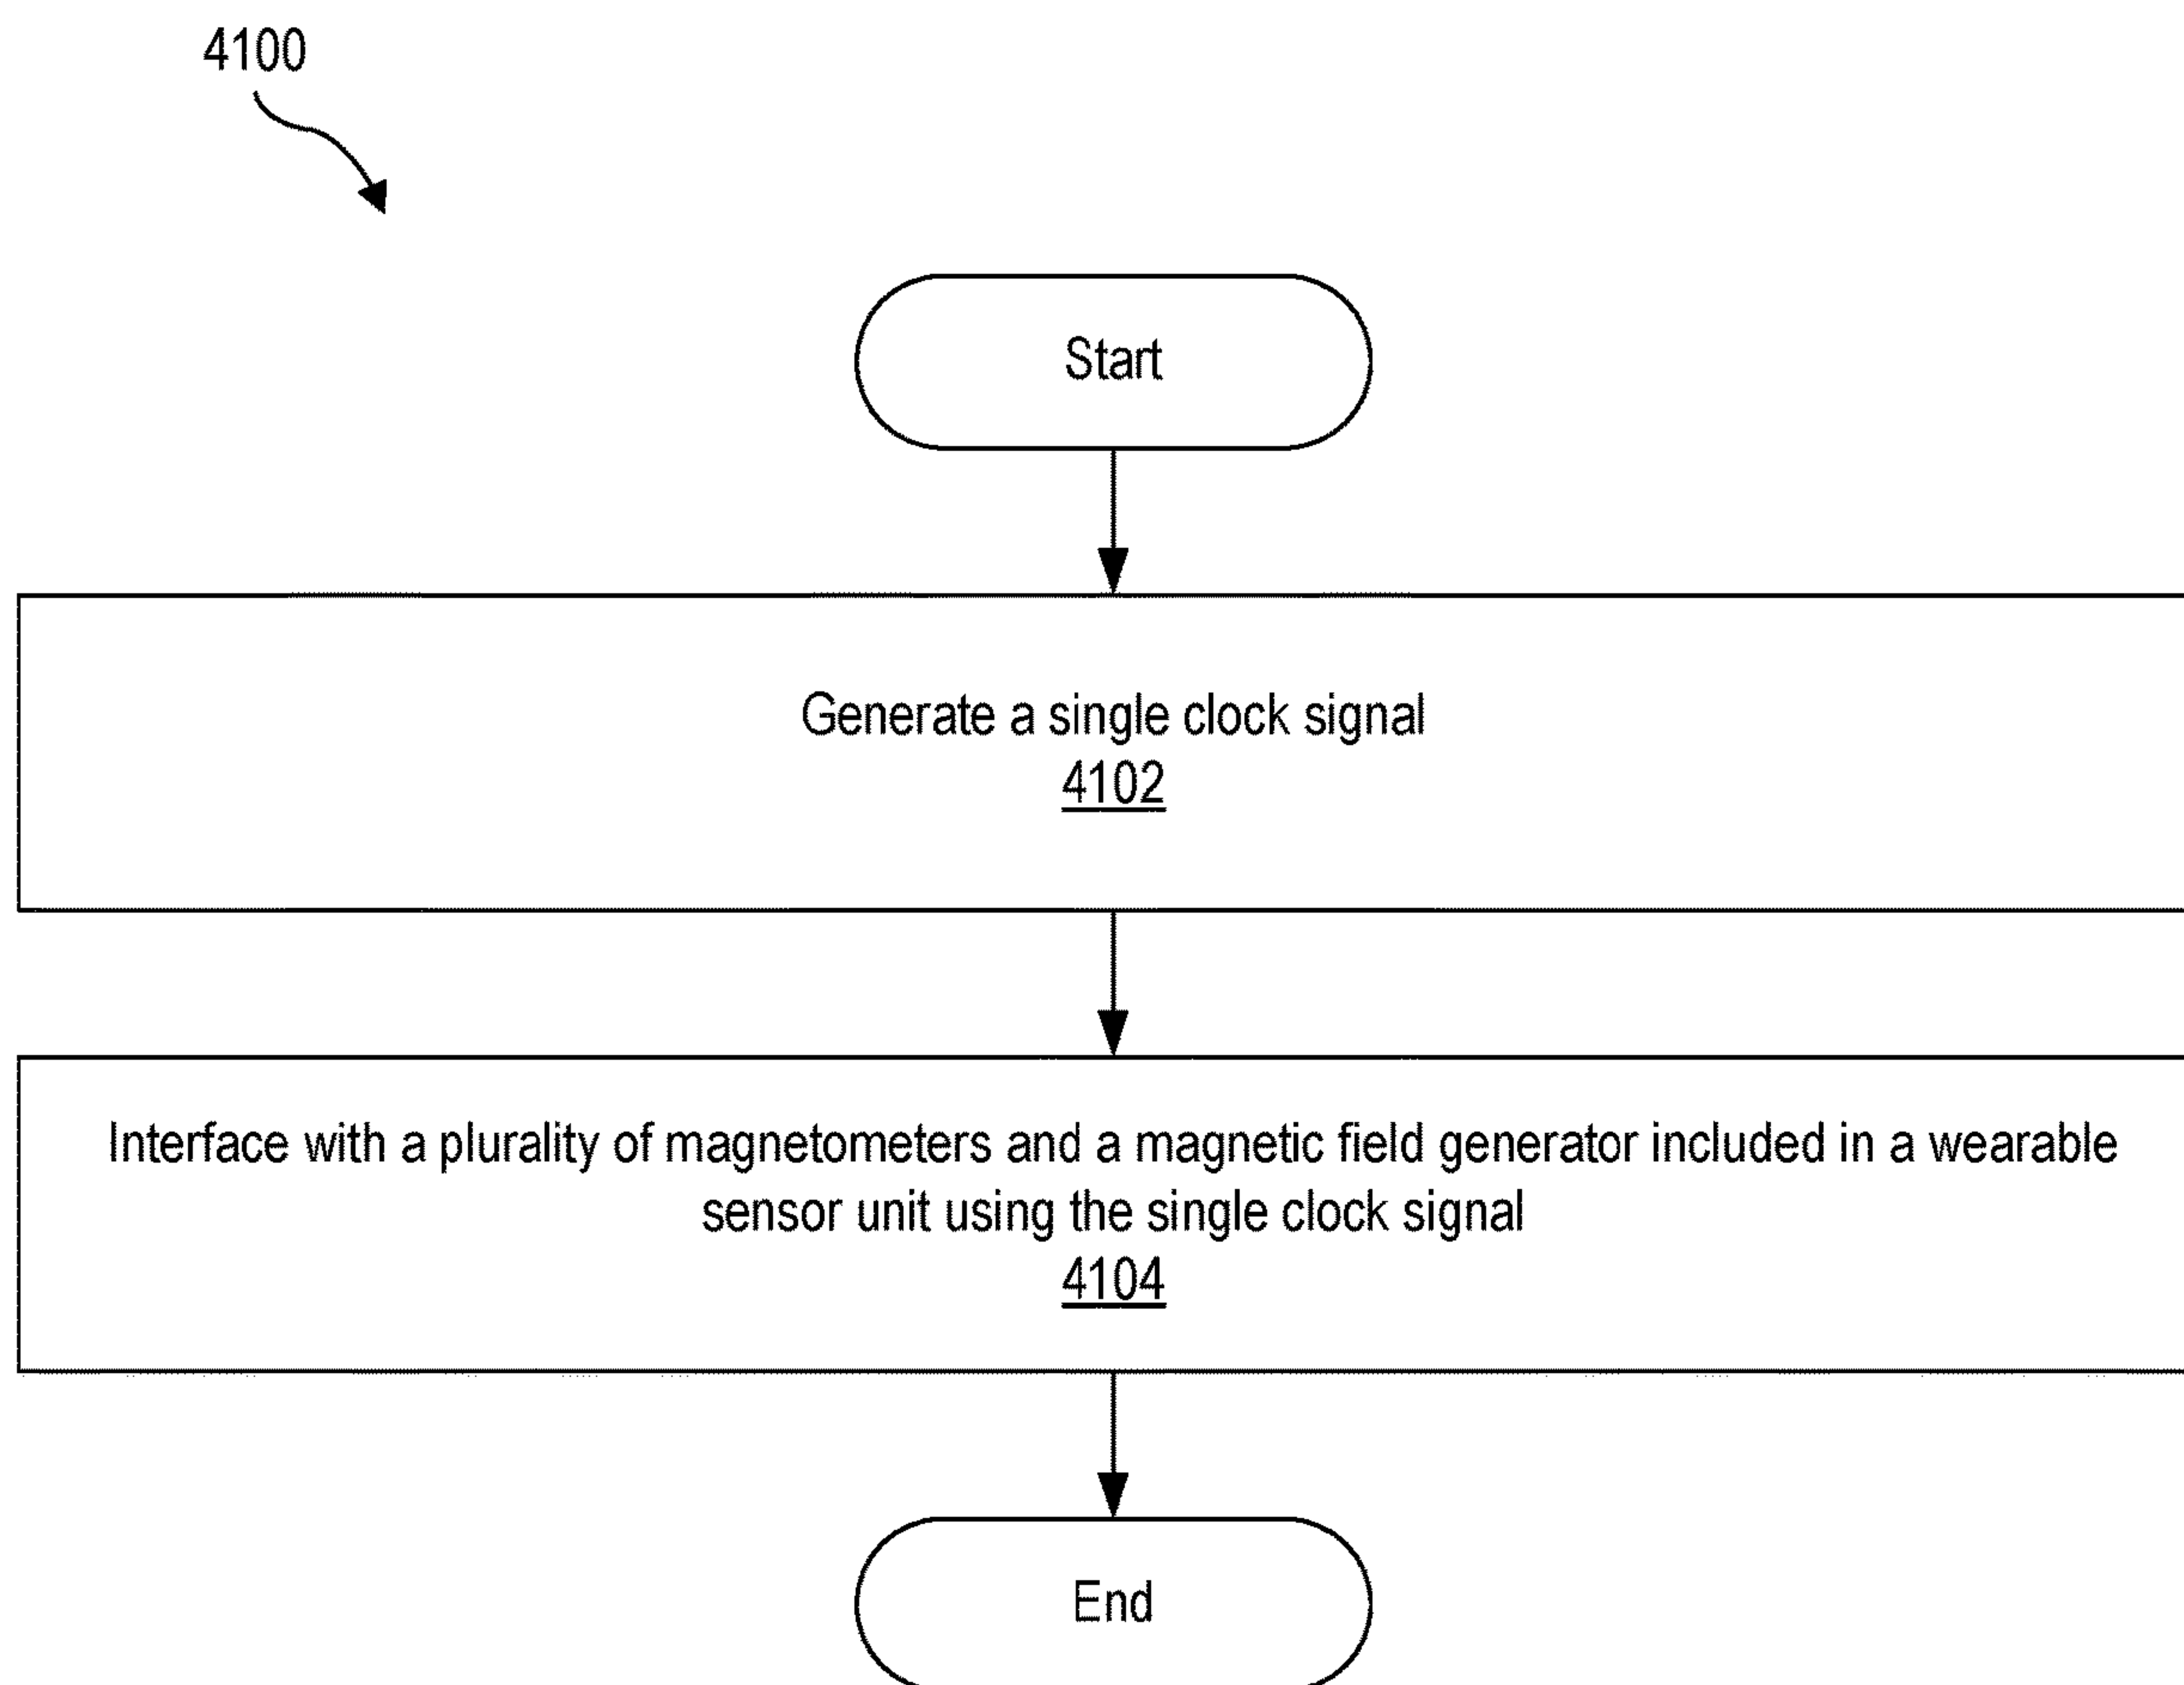 4100
Start
Generate a single clock signal
4102
Interface with a plurality of magnetometers and a magnetic field generator included in a wearable
sensor unit using the single clock signal
4104
End